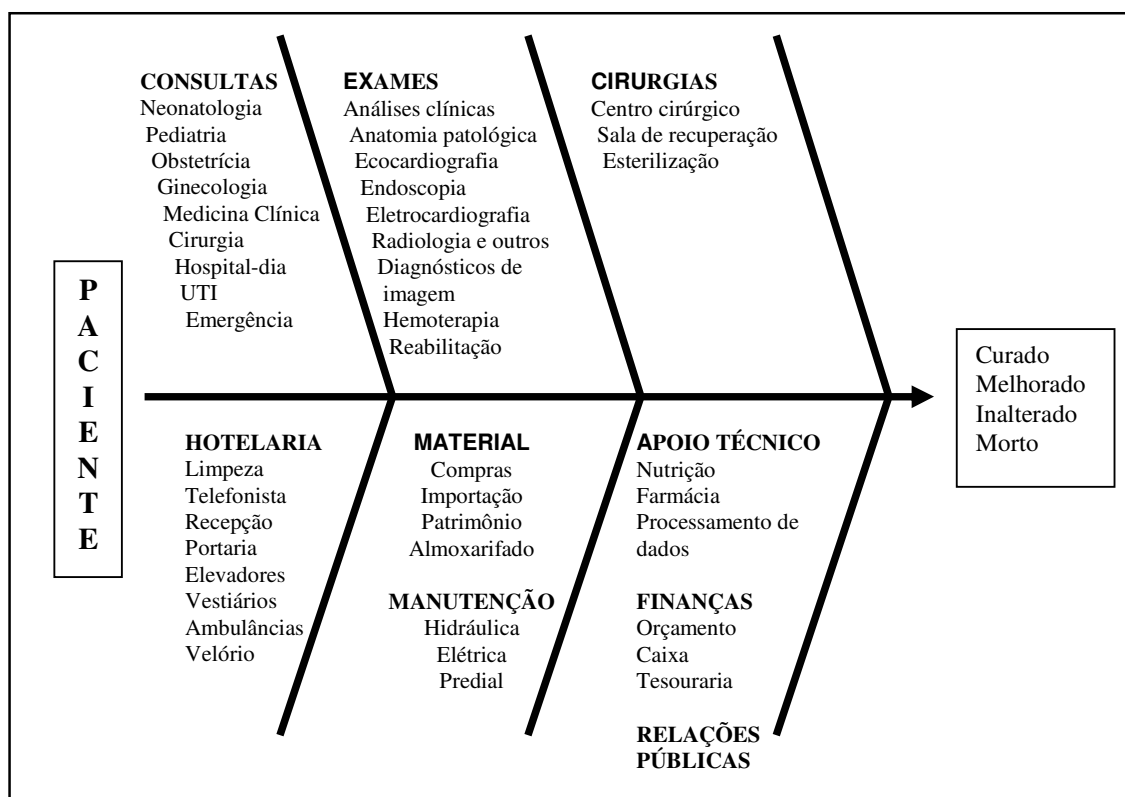 CONSULTAS
Neonatologia
Pediatria
Obstetrícia
Ginecologia
Medicina Clínica
Cirurgia
Hospital-dia
UTI
Emergência
EXAMES
Análises clínicas
Anatomia patológica
Ecocardiografia
Endoscopia
Eletrocardiografia
Radiologia e outros
Diagnósticos de
imagem
Hemoterapia
Reabilitação
CIRURGIAS
Centro cirúrgico
Sala de recuperação
Esterilização
P
A
C
I
E
N
T
E
Curado
Melhorado
Inalterado
Morto
HOTELARIA
Limpeza
Telefonista
Recepção
Portaria
Elevadores
Vestiários
Ambulâncias
Velório
MATERIAL
Compras
Importação
Patrimônio
Almoxarifado
MANUTENÇÃO
Hidráulica
Elétrica
Predial
APOIO TÉCNICO
Nutrição
Farmácia
Processamento de
dados
FINANÇAS
Orçamento
Caixa
Tesouraria
RELAÇÕES
PÚBLICAS